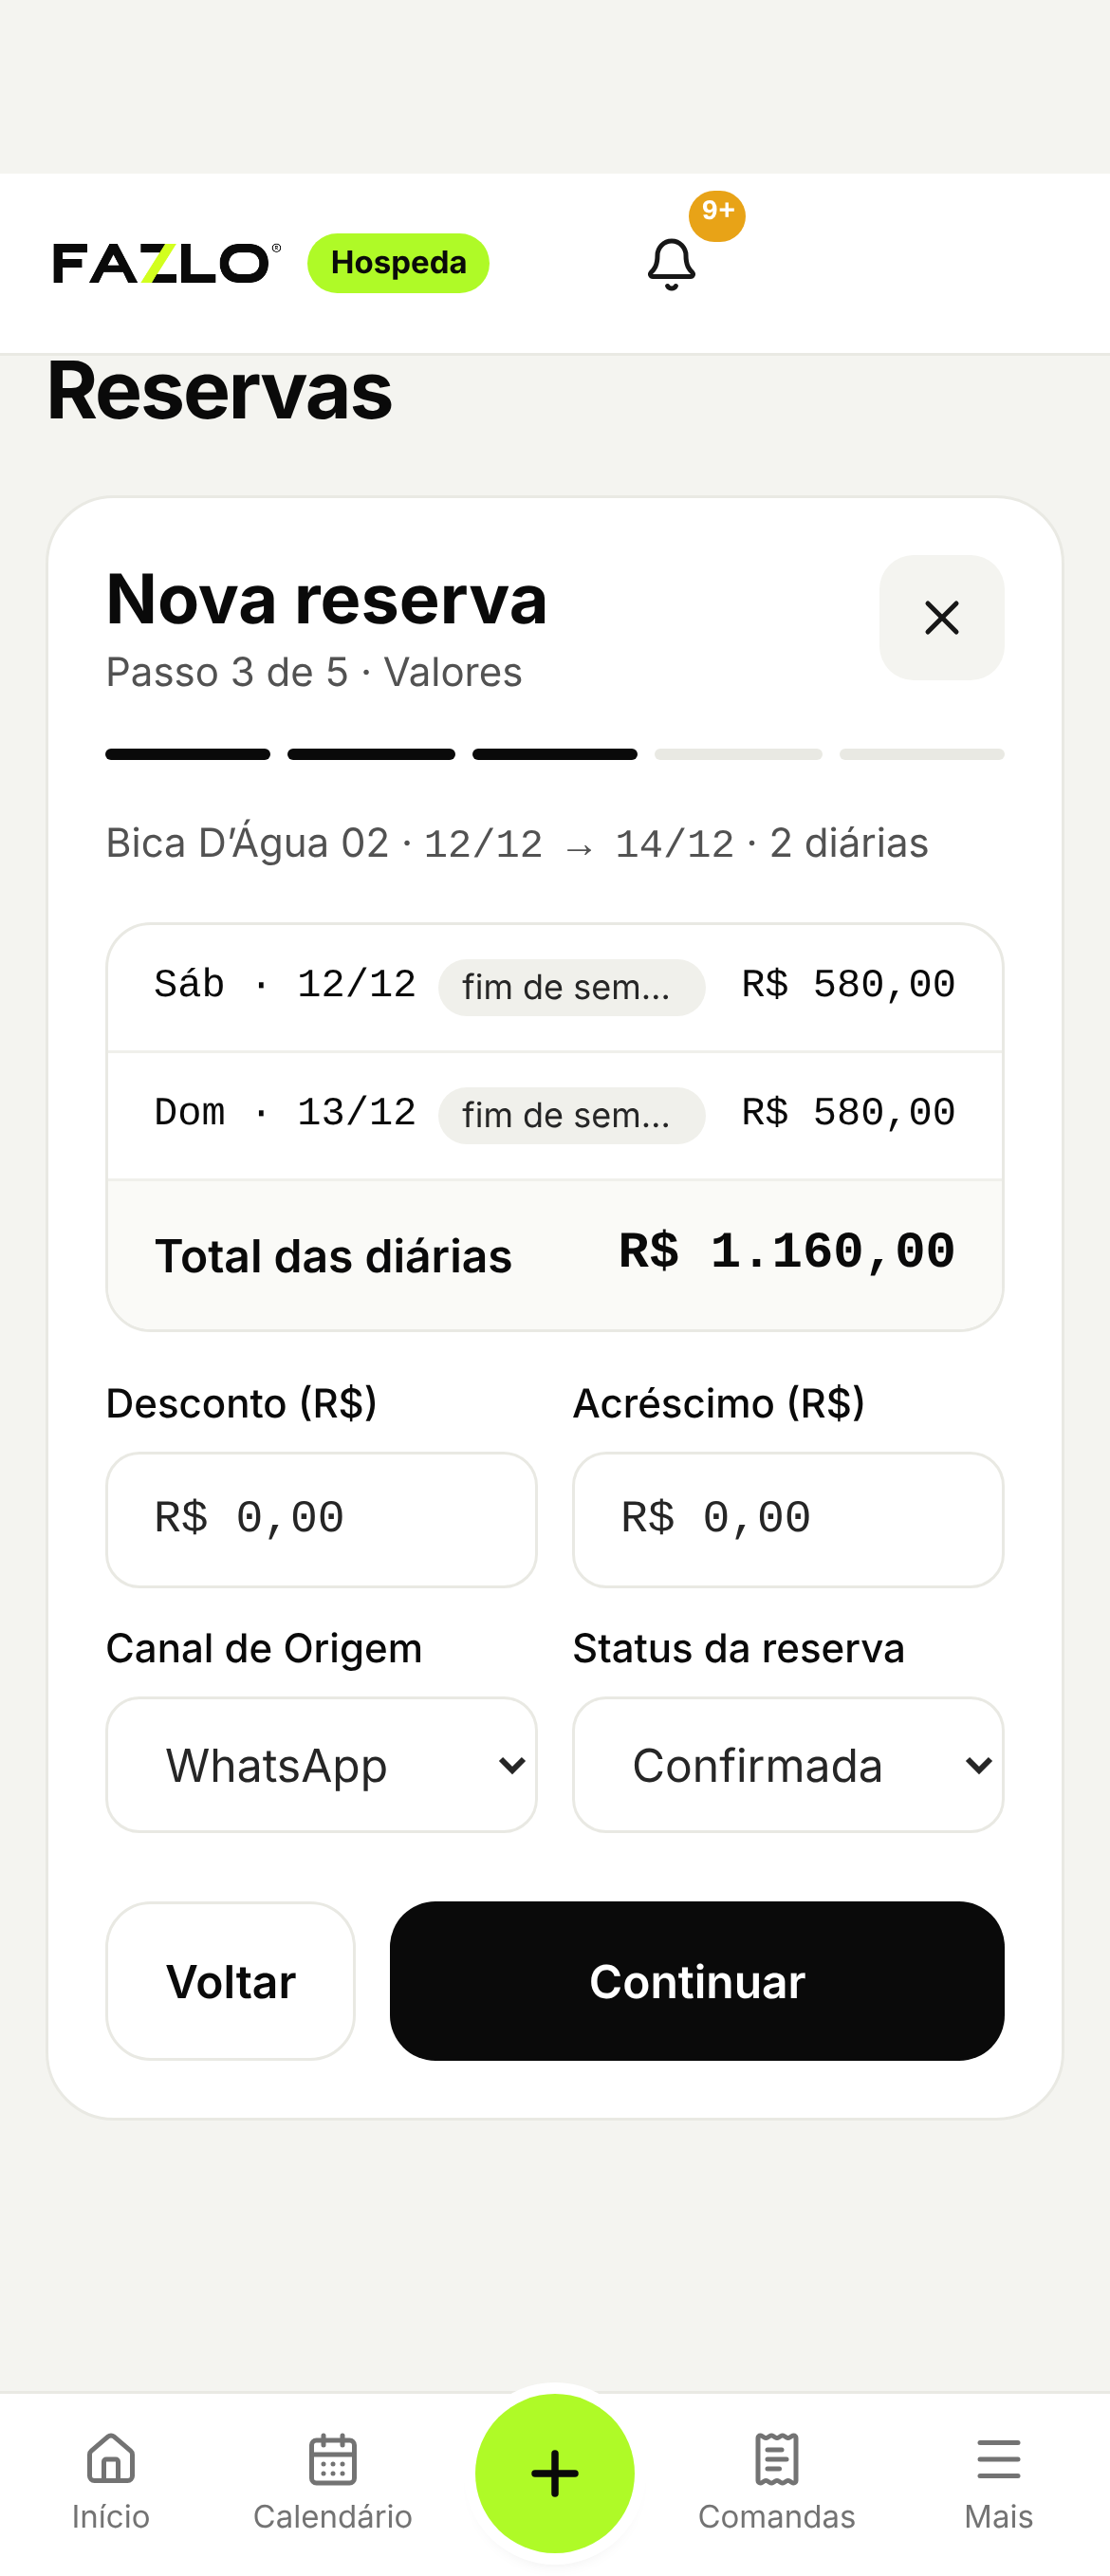 9+
FAZLO® Hospeda
Reservas
Nova reserva
Passo 3 de 5 · Valores
Bica D’Água 02 · 12/12 → 14/12 · 2 diárias
Sáb · 12/12 fim de sem... R$ 580,00
Dom · 13/12 fim de sem... R$ 580,00
Total das diárias R$ 1.160,00
Desconto (R$) Acréscimo (R$)
R$ 0,00 R$ 0,00
Canal de Origem Status da reserva
WhatsApp Confirmada
Voltar Continuar
Início Calendário Comandas Mais